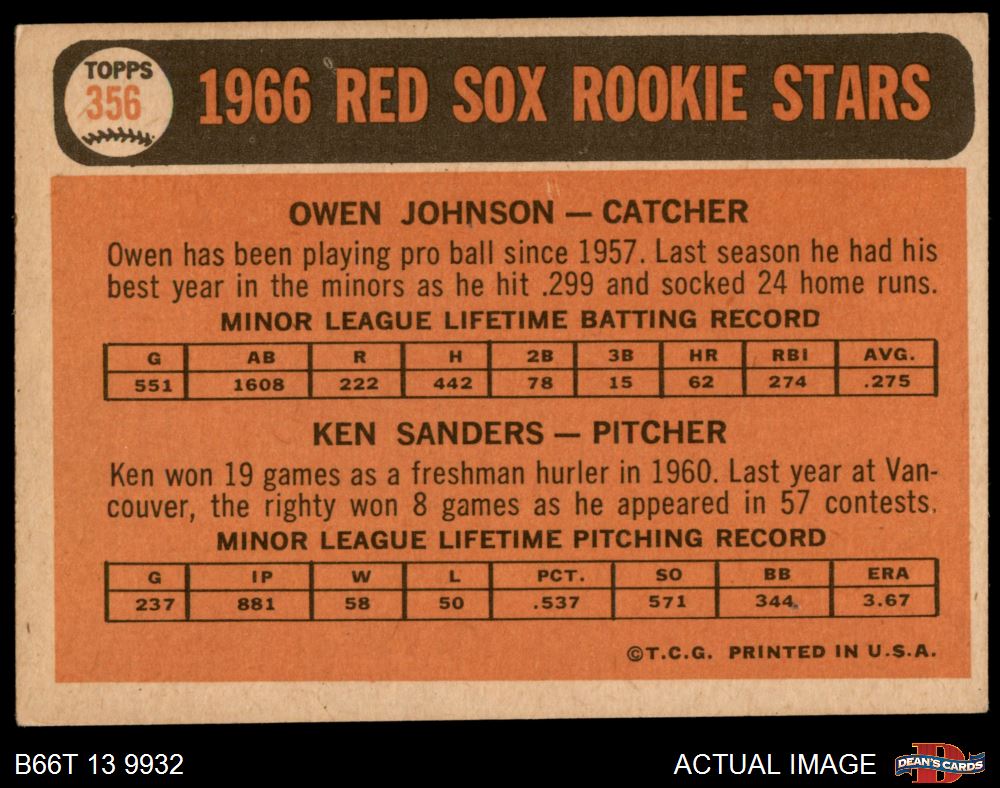 TOPPS
356
1966 RED SOX ROOKIE STARS
OWEN JOHNSON — CATCHER
Owen has been playing pro ball since 1957. Last season he had his
best year in the minors as he hit .299 and socked 24 home runs.
MINOR LEAGUE LIFETIME BATTING RECORD
G AB R H 2B 3B HR RBI AVG.
551 1608 222 442 78 15 62 274 .275
KEN SANDERS — PITCHER
Ken won 19 games as a freshman hurler in 1960. Last year at Van-
couver, the righty won 8 games as he appeared in 57 contests.
MINOR LEAGUE LIFETIME PITCHING RECORD
G IP W L PCT. SO BB ERA
237 881 58 50 .537 571 344 3.67
©T.C.G. PRINTED IN U.S.A.
B66T 13 9932
ACTUAL IMAGE
D
DEAN'S CARDS